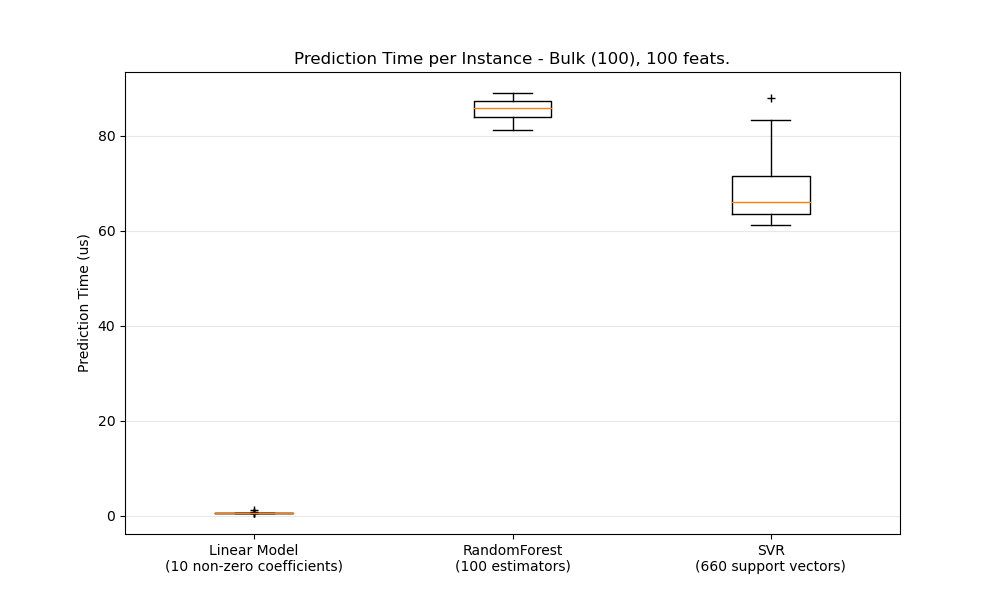 Prediction Time per Instance - Bulk (100), 100 feats.
Prediction Time (us)
80
60
40
20
0
Linear Model
(10 non-zero coefficients)
RandomForest
(100 estimators)
SVR
(660 support vectors)